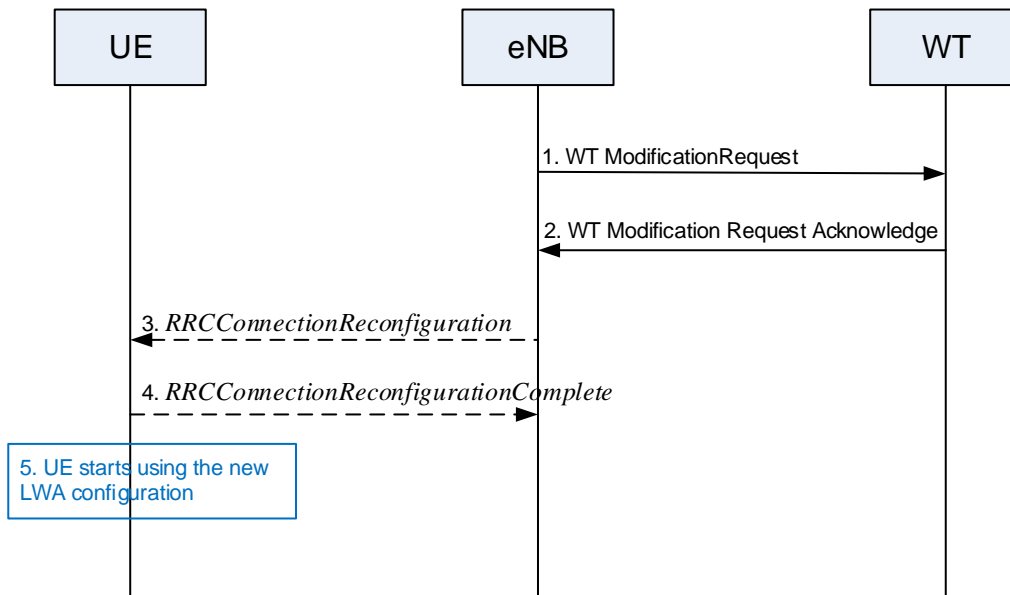 UE
eNB
WT
1. WT ModificationRequest
2. WT Modification Request Acknowledge
3. RRCConnectionReconfiguration
4. RRCConnectionReconfigurationComplete
5. UE starts using the new
LWA configuration